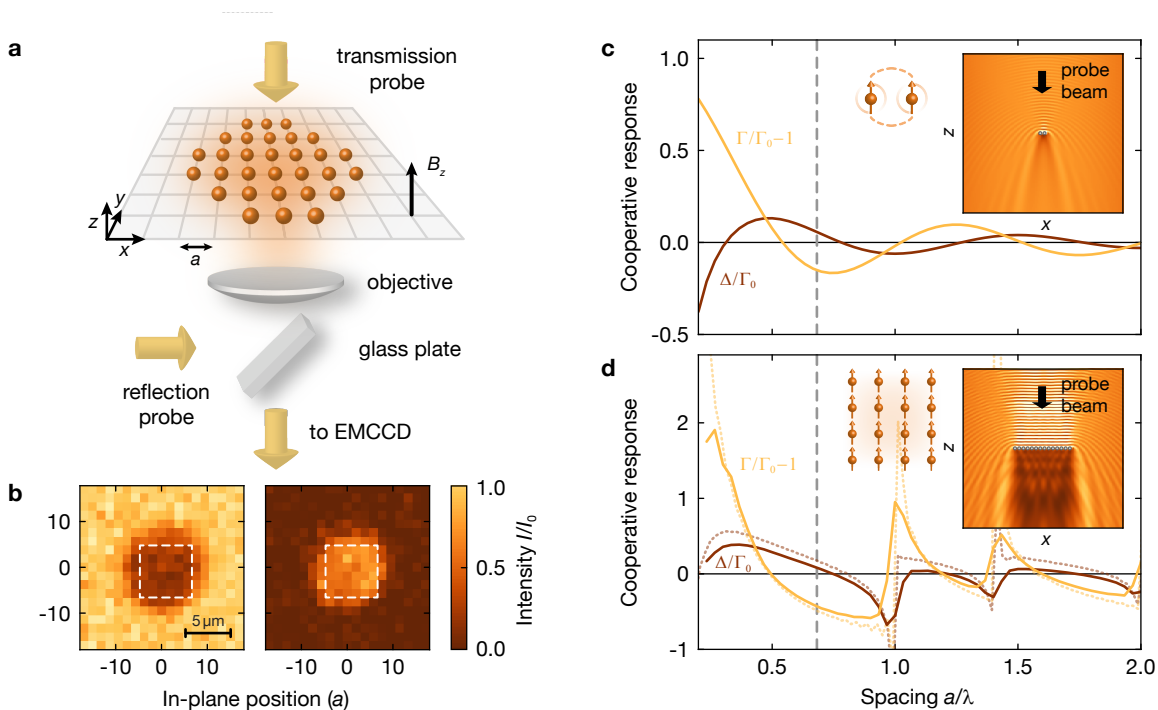 a
transmission
probe
B_z
y
z
x
a
objective
glass plate
reflection
probe
to EMCCD
b
10
0
-10
-10
0
10
5 µm
-10
0
10
In-plane position (a)
1.0
0.5
0.0
Intensity I/I_0
c
1.0
0.5
0.0
-0.5
Cooperative response
Γ/Γ_0−1
Δ/Γ_0
probe
beam
z
x
d
2
1
0
-1
Cooperative response
Γ/Γ_0−1
Δ/Γ_0
probe
beam
z
x
0.5
1.0
1.5
2.0
Spacing a/λ